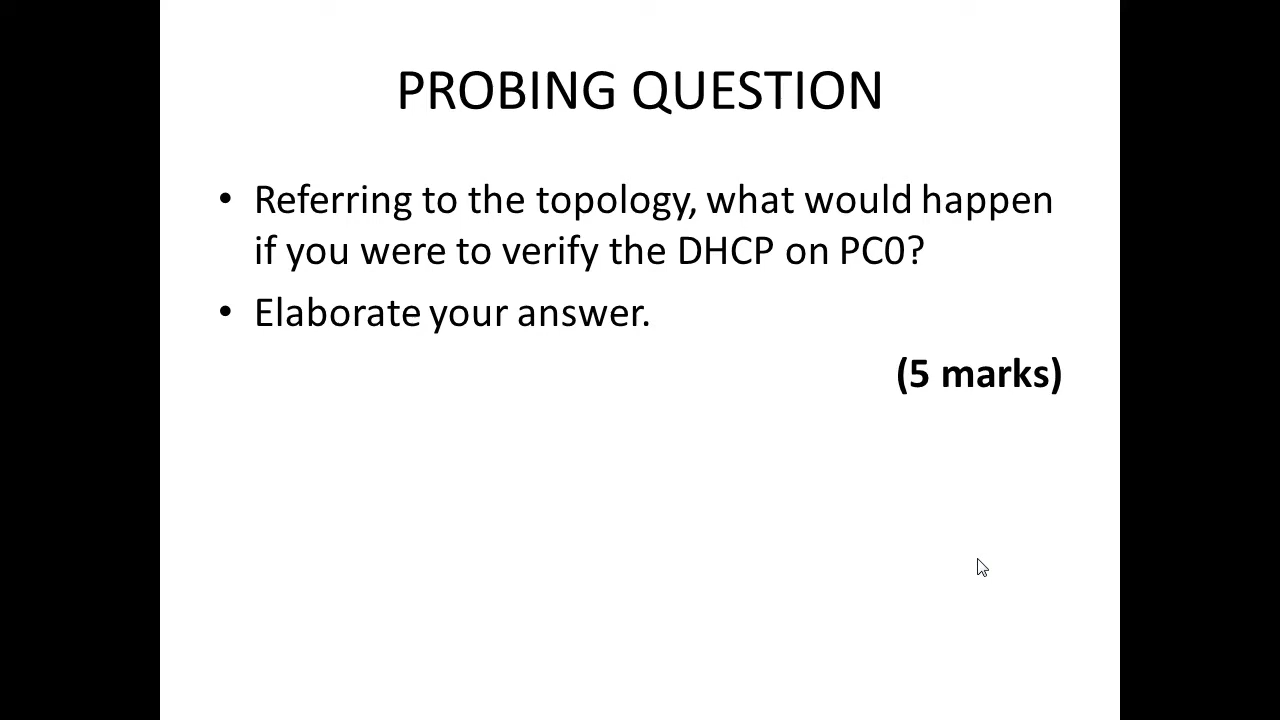 PROBING QUESTION
• Referring to the topology, what would happen
if you were to verify the DHCP on PC0?
• Elaborate your answer.
(5 marks)